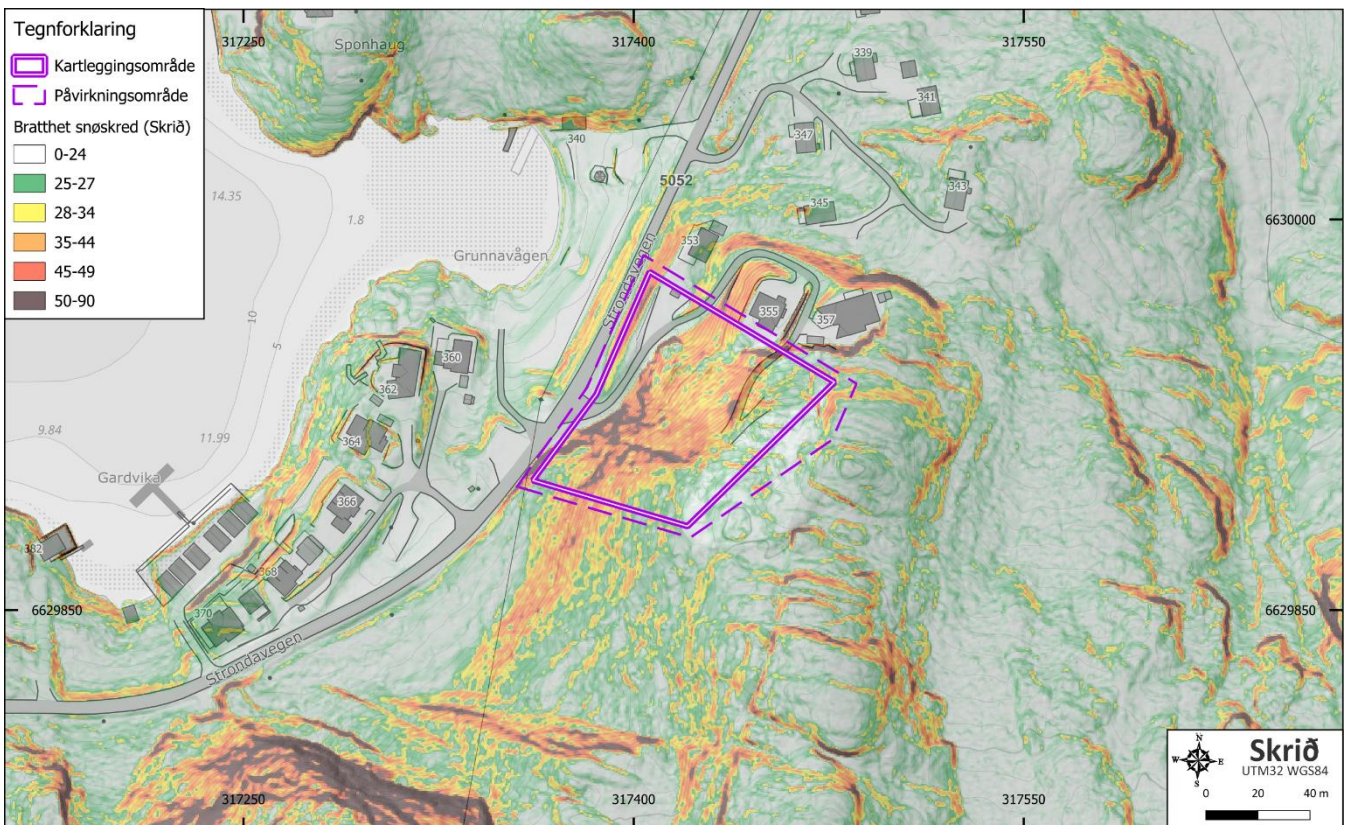 Tegnforklaring
Kartleggingsområde
Påvirkningsområde
Bratthet snøskred (Skrið)
0-24
25-27
28-34
35-44
45-49
50-90
317250
317400
317550
Sponhaug
339
341
340
347
5052
14.35
343
1.8
345
6630000
353
Grunnavågen
Strondavegen
10
355
357
5
360
362
9.84
11.99
364
Gardvika
366
382
368
6629850
370
6629850
Strondavegen
317250
317400
317550
N
W E
S
Skrið
UTM32 WGS84
0 20 40 m